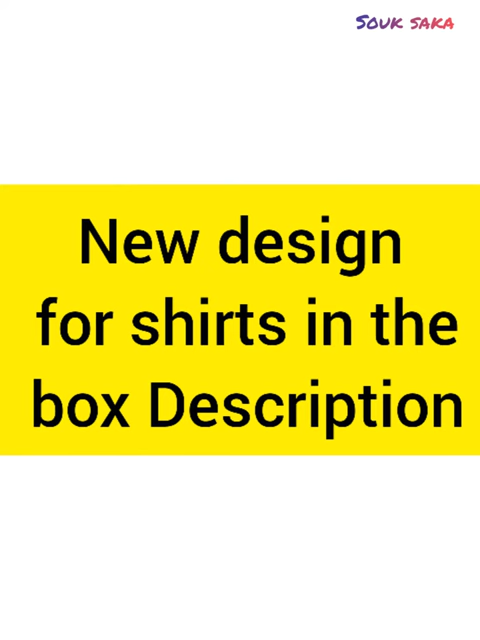 Souk saka
New design
for shirts in the
box Description